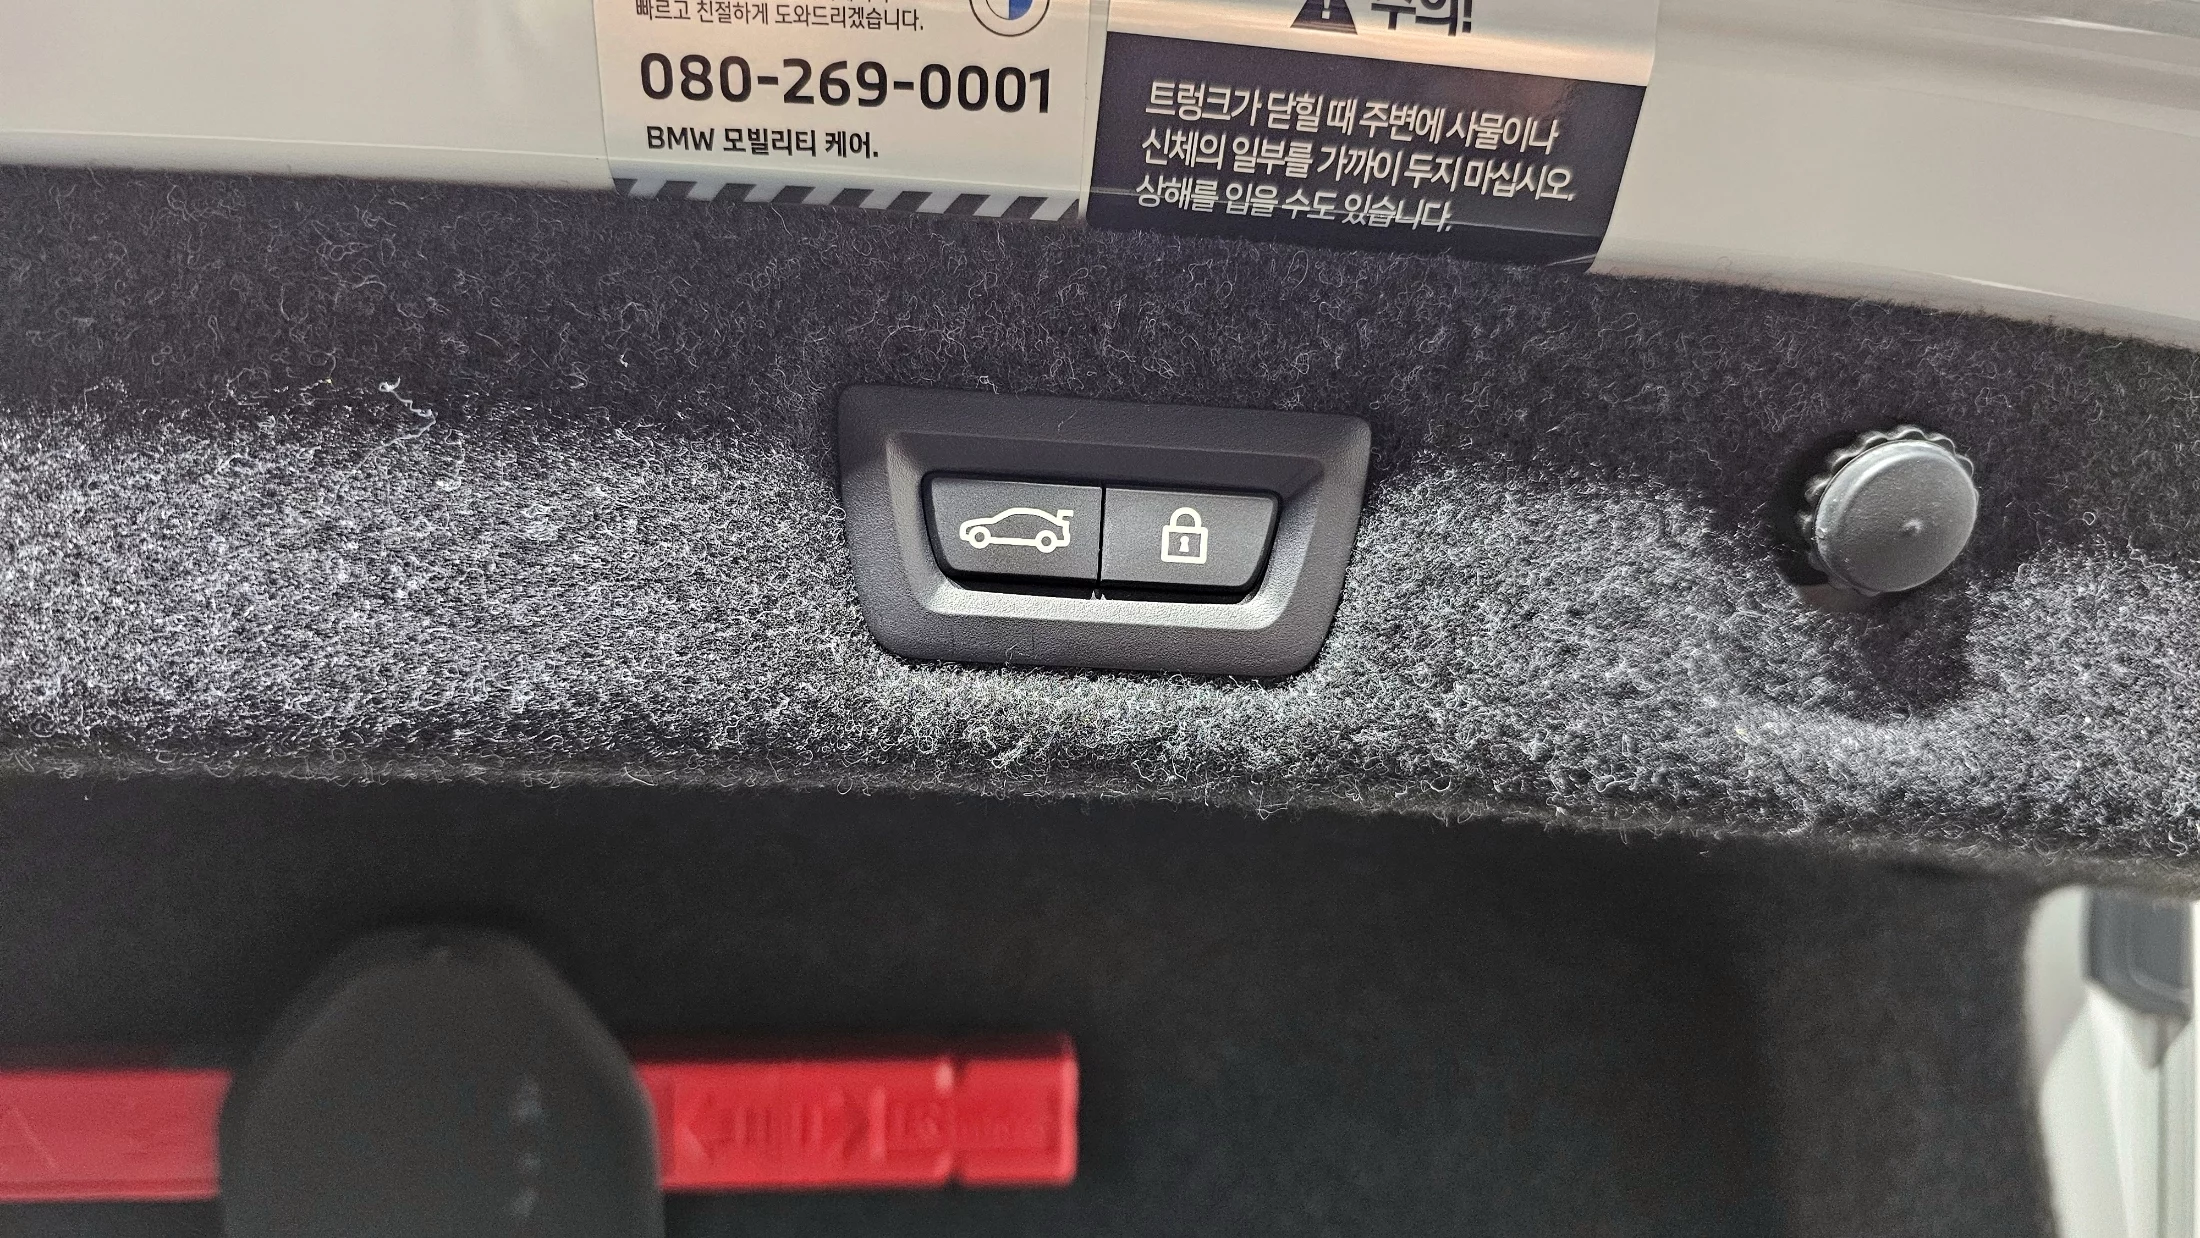 빠르고 친절하게 도와드리겠습니다.
080-269-0001
BMW 모빌리티 케어.
주의!
트렁크가 닫힐 때 주변에 사물이나
신체의 일부를 가까이 두지 마십시오.
상해를 입을 수도 있습니다.